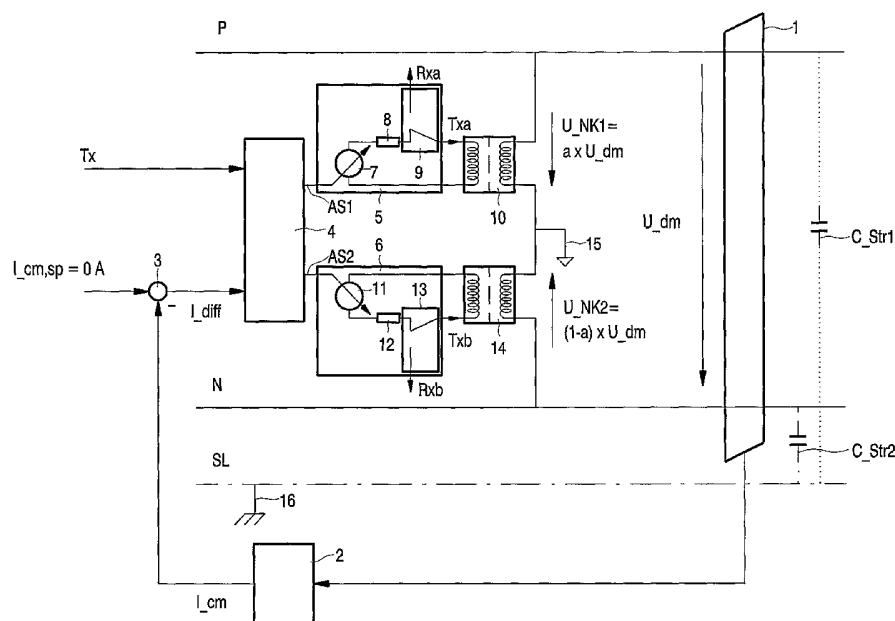 P
1
Rxa
8
Txa
U_NK1=
a x U_dm
Tx
7
9
AS1
5
10
4
U_dm
C_Str1
6
15
I_cm,sp = 0 A
3
AS2
-
I_diff
11
13
U_NK2=
(1-a) x U_dm
12
Txb
14
Rxb
N
SL
C_Str2
16
2
I_cm